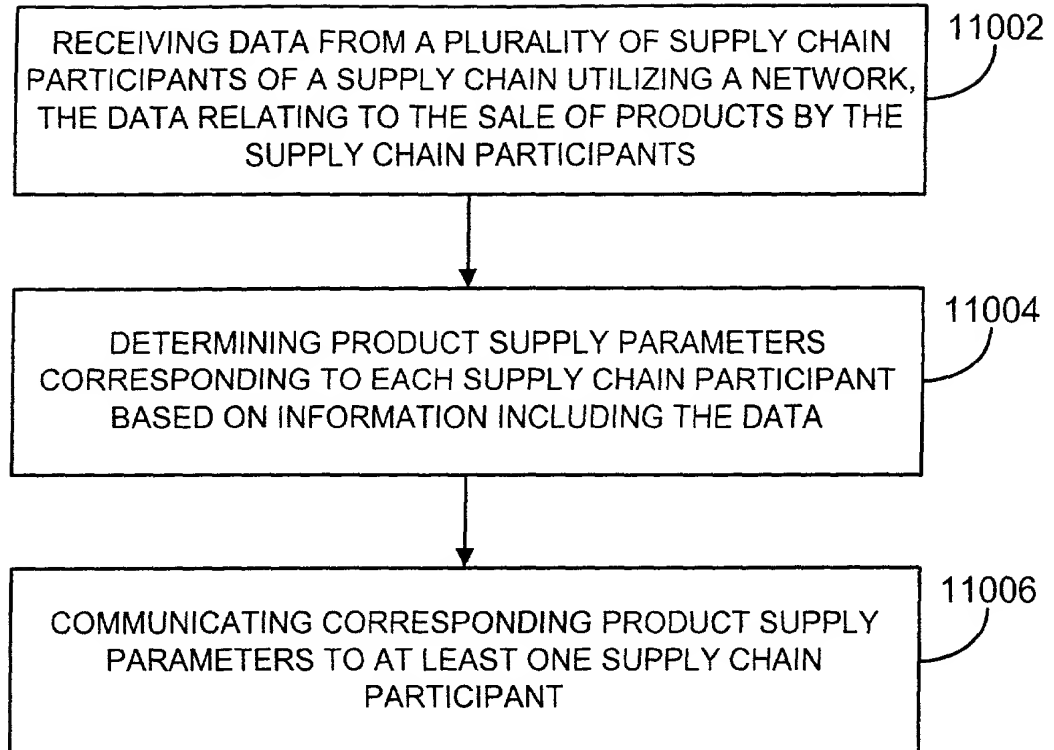 RECEIVING DATA FROM A PLURALITY OF SUPPLY CHAIN
PARTICIPANTS OF A SUPPLY CHAIN UTILIZING A NETWORK,
THE DATA RELATING TO THE SALE OF PRODUCTS BY THE
SUPPLY CHAIN PARTICIPANTS
11002
DETERMINING PRODUCT SUPPLY PARAMETERS
CORRESPONDING TO EACH SUPPLY CHAIN PARTICIPANT
BASED ON INFORMATION INCLUDING THE DATA
11004
COMMUNICATING CORRESPONDING PRODUCT SUPPLY
PARAMETERS TO AT LEAST ONE SUPPLY CHAIN
PARTICIPANT
11006